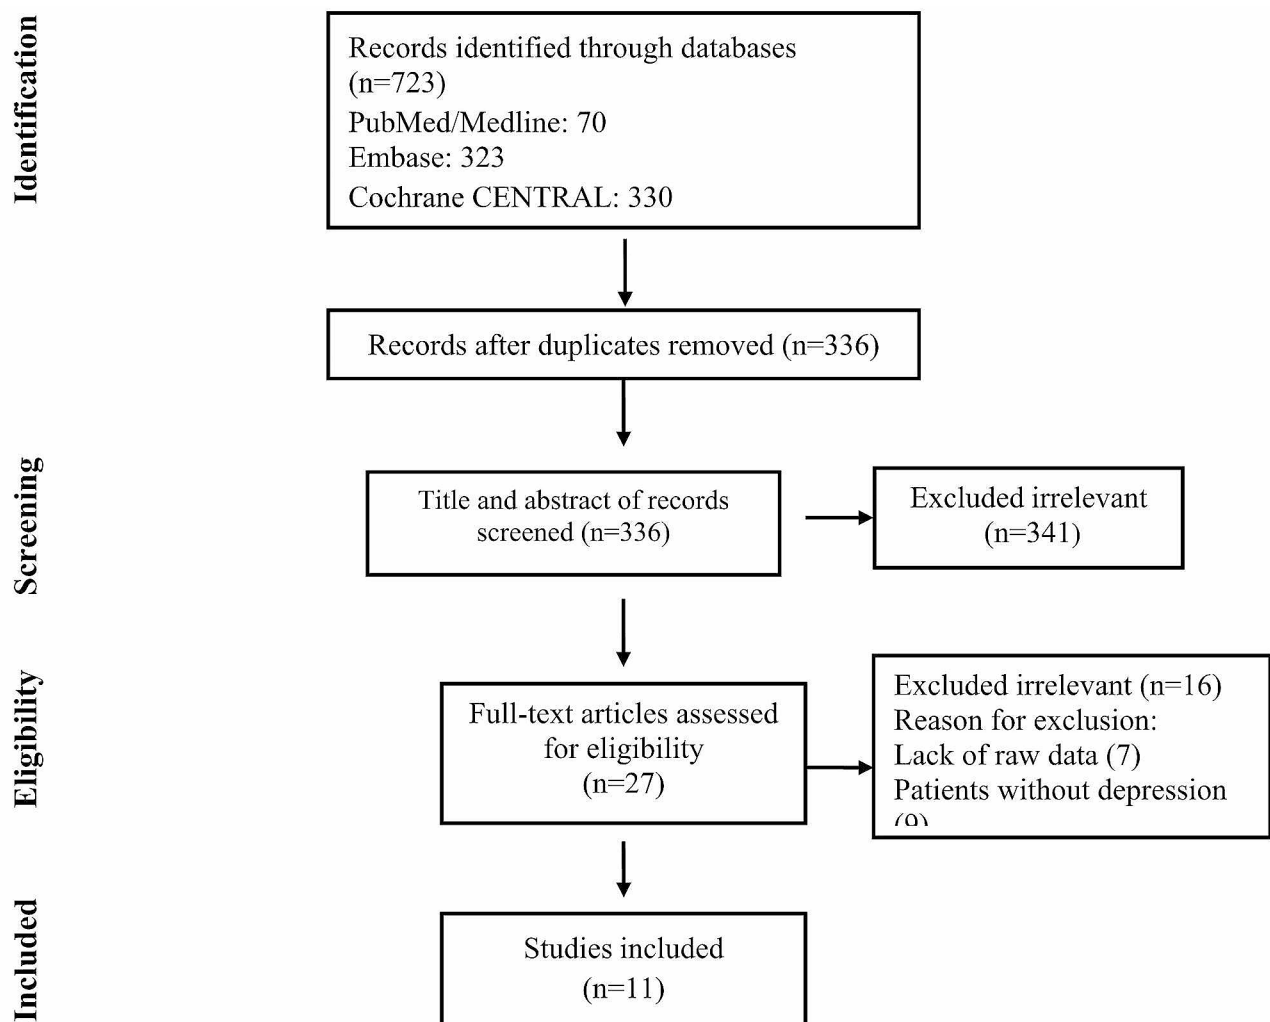 Identification
Records identified through databases
(n=723)
PubMed/Medline: 70
Embase: 323
Cochrane CENTRAL: 330
Records after duplicates removed (n=336)
Screening
Title and abstract of records
screened (n=336)
Excluded irrelevant
(n=341)
Eligibility
Full-text articles assessed
for eligibility
(n=27)
Excluded irrelevant (n=16)
Reason for exclusion:
Lack of raw data (7)
Patients without depression
(9)
Included
Studies included
(n=11)